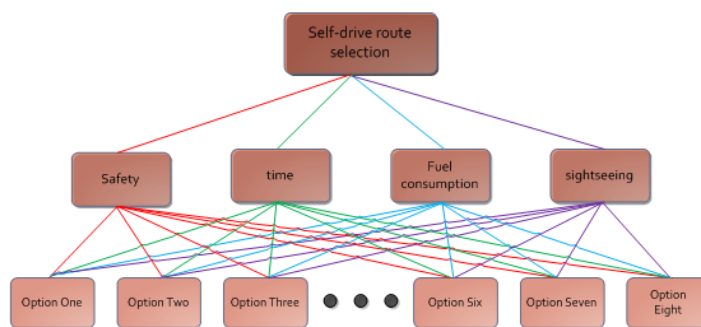 Self-drive route
selection
Safety
time
Fuel
consumption
sightseeing
Option One
Option Two
Option Three
Option Six
Option Seven
Option
Eight